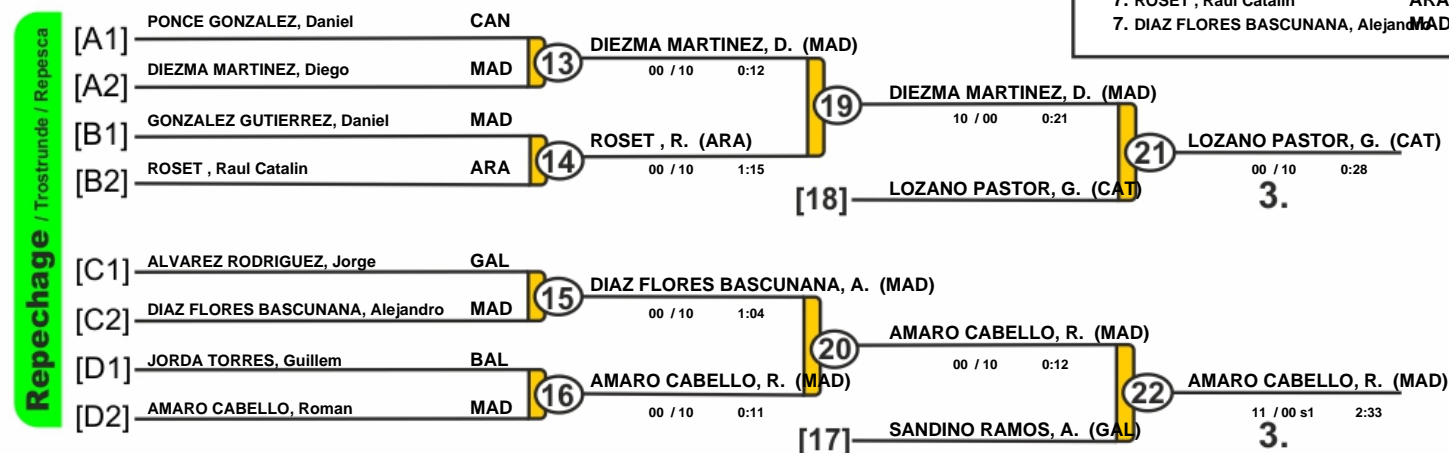 7. ROSET , Raul Catalin ARA
7. DIAZ FLORES BASCUNANA, Alejandro MAD
Repechage / Trostrunde / Repesca
[A1] PONCE GONZALEZ, Daniel CAN
[A2] DIEZMA MARTINEZ, Diego MAD
13 DIEZMA MARTINEZ, D. (MAD)
00 / 10 0:12
[B1] GONZALEZ GUTIERREZ, Daniel MAD
[B2] ROSET , Raul Catalin ARA
14 ROSET , R. (ARA)
00 / 10 1:15
19 DIEZMA MARTINEZ, D. (MAD)
10 / 00 0:21
[18] LOZANO PASTOR, G. (CAT)
21 LOZANO PASTOR, G. (CAT)
00 / 10 0:28
3.
[C1] ALVAREZ RODRIGUEZ, Jorge GAL
[C2] DIAZ FLORES BASCUNANA, Alejandro MAD
15 DIAZ FLORES BASCUNANA, A. (MAD)
00 / 10 1:04
[D1] JORDA TORRES, Guillem BAL
[D2] AMARO CABELLO, Roman MAD
16 AMARO CABELLO, R. (MAD)
00 / 10 0:11
20 AMARO CABELLO, R. (MAD)
00 / 10 0:12
[17] SANDINO RAMOS, A. (GAL)
22 AMARO CABELLO, R. (MAD)
11 / 00 s1 2:33
3.